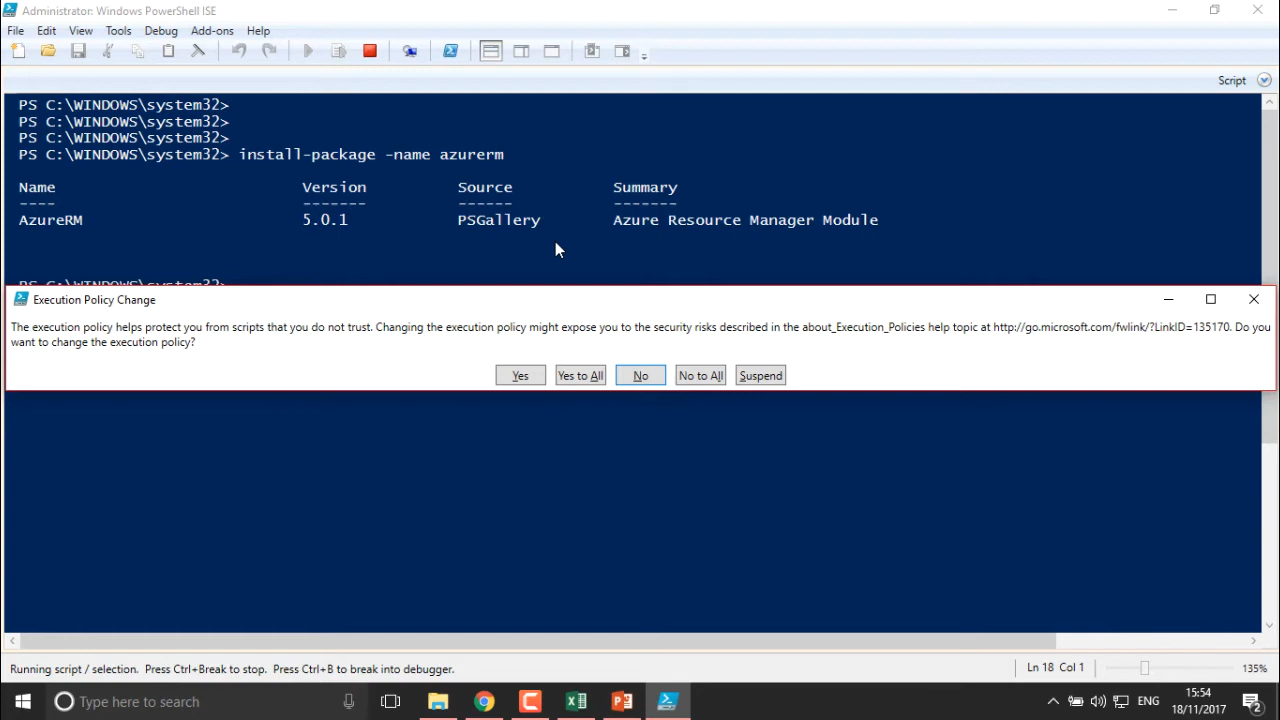 Administrator: Windows PowerShell ISE
File Edit View Tools Debug Add-ons Help
Script
PS C:\WINDOWS\system32>
PS C:\WINDOWS\system32>
PS C:\WINDOWS\system32>
PS C:\WINDOWS\system32> install-package -name azurerm
Name Version Source Summary
---- ------- ------ -------
AzureRM 5.0.1 PSGallery Azure Resource Manager Module
PS C:\WINDOWS\system32>
Execution Policy Change
The execution policy helps protect you from scripts that you do not trust. Changing the execution policy might expose you to the security risks described in the about_Execution_Policies help topic at http://go.microsoft.com/fwlink/?LinkID=135170. Do you
want to change the execution policy?
Yes Yes to All No No to All Suspend
Running script / selection. Press Ctrl+Break to stop. Press Ctrl+B to break into debugger.
Ln 18 Col 1
135%
Type here to search
ENG
15:54
18/11/2017
2